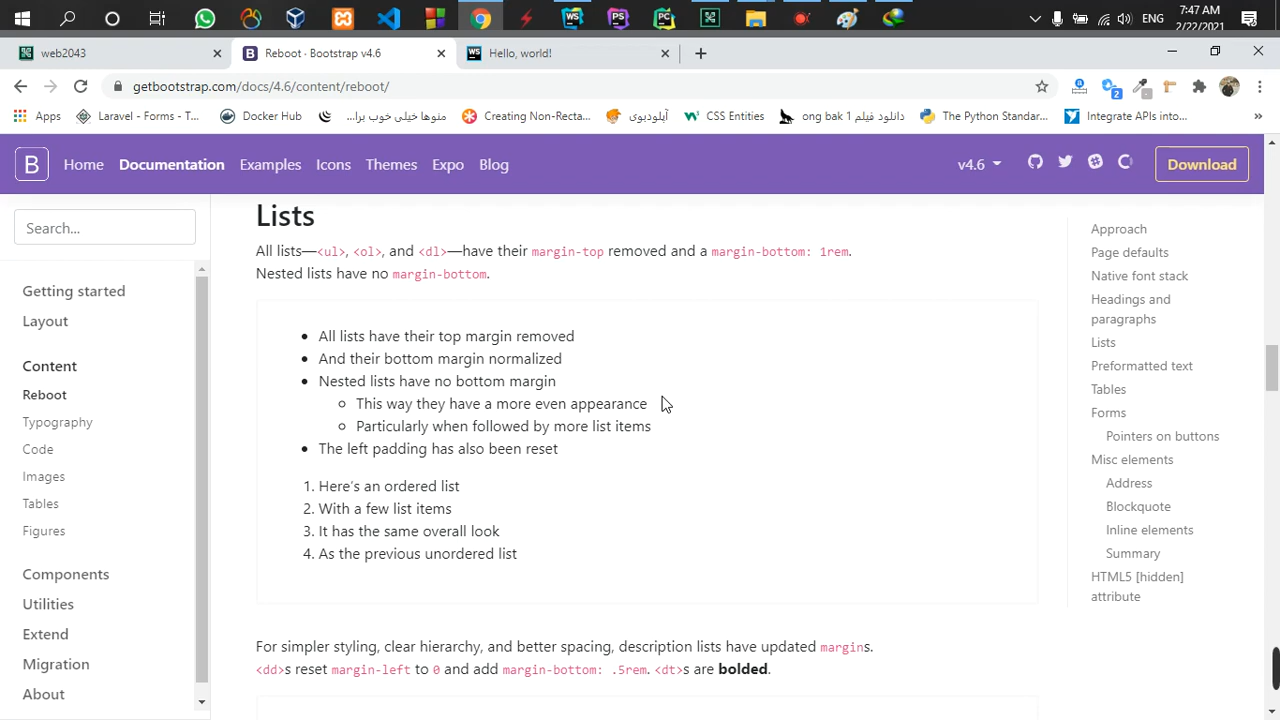 ENG
7:47 AM
2/22/2021
web2043
Reboot · Bootstrap v4.6
Hello, world!
getbootstrap.com/docs/4.6/content/reboot/
2
Apps
Laravel - Forms - T...
Docker Hub
منوها خیلی خوب برا...
Creating Non-Recta...
آپلودبوی
CSS Entities
دانلود فیلم ong bak 1
The Python Standar...
Integrate APIs into...
»
B
Home
Documentation
Examples
Icons
Themes
Expo
Blog
v4.6
Download
Search...
Getting started
Layout
Content
Reboot
Typography
Code
Images
Tables
Figures
Components
Utilities
Extend
Migration
About
Lists
All lists—<ul>, <ol>, and <dl>—have their margin-top removed and a margin-bottom: 1rem.
Nested lists have no margin-bottom.
• All lists have their top margin removed
• And their bottom margin normalized
• Nested lists have no bottom margin
◦ This way they have a more even appearance
◦ Particularly when followed by more list items
• The left padding has also been reset
1. Here's an ordered list
2. With a few list items
3. It has the same overall look
4. As the previous unordered list
For simpler styling, clear hierarchy, and better spacing, description lists have updated margins.
<dd>s reset margin-left to 0 and add margin-bottom: .5rem. <dt>s are bolded.
Approach
Page defaults
Native font stack
Headings and
paragraphs
Lists
Preformatted text
Tables
Forms
Pointers on buttons
Misc elements
Address
Blockquote
Inline elements
Summary
HTML5 [hidden]
attribute